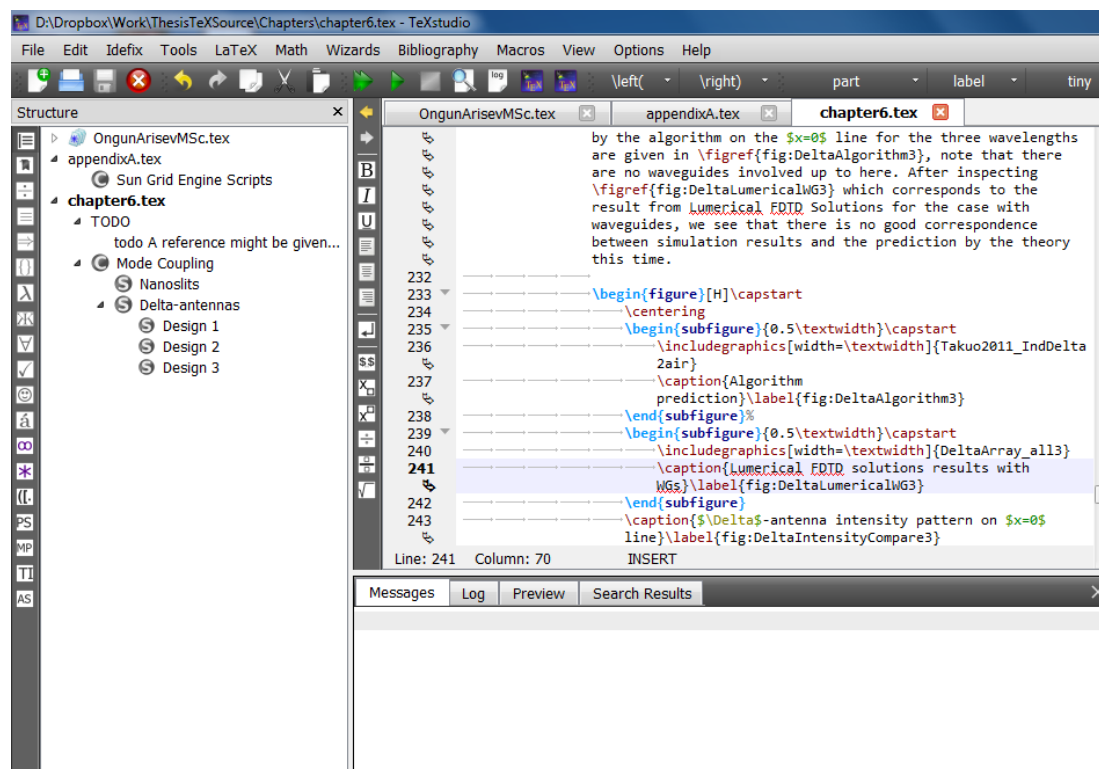 D:\Dropbox\Work\ThesisTeXSource\Chapters\chapter6.tex - TeXstudio
File Edit Idefix Tools LaTeX Math Wizards Bibliography Macros View Options Help
log TEX TEX \left( \right) part label tiny
Structure
OngunArisevMSc.tex
appendixA.tex
Sun Grid Engine Scripts
chapter6.tex
TODO
todo A reference might be given...
Mode Coupling
Nanoslits
Delta-antennas
Design 1
Design 2
Design 3
PS
MP
TI
AS
B
I
U
$$
OngunArisevMSc.tex appendixA.tex chapter6.tex
by the algorithm on the $x=0$ line for the three wavelengths
are given in \figref{fig:DeltaAlgorithm3}, note that there
are no waveguides involved up to here. After inspecting
\figref{fig:DeltaLumericalWG3} which corresponds to the
result from Lumerical FDTD Solutions for the case with
waveguides, we see that there is no good correspondence
between simulation results and the prediction by the theory
this time.
232
233 \begin{figure}[H]\capstart
234 \centering
235 \begin{subfigure}{0.5\textwidth}\capstart
236 \includegraphics[width=\textwidth]{Takuo2011_IndDelta
2air}
237 \caption{Algorithm
prediction}\label{fig:DeltaAlgorithm3}
238 \end{subfigure}%
239 \begin{subfigure}{0.5\textwidth}\capstart
240 \includegraphics[width=\textwidth]{DeltaArray_all3}
241 \caption{Lumerical FDTD solutions results with
WGs}\label{fig:DeltaLumericalWG3}
242 \end{subfigure}
243 \caption{$\Delta$-antenna intensity pattern on $x=0$
line}\label{fig:DeltaIntensityCompare3}
Line: 241 Column: 70 INSERT
Messages Log Preview Search Results